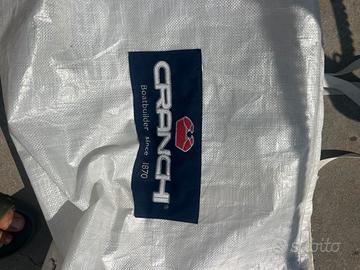 CRANCHI®
Boatbuilder since 1870
subito